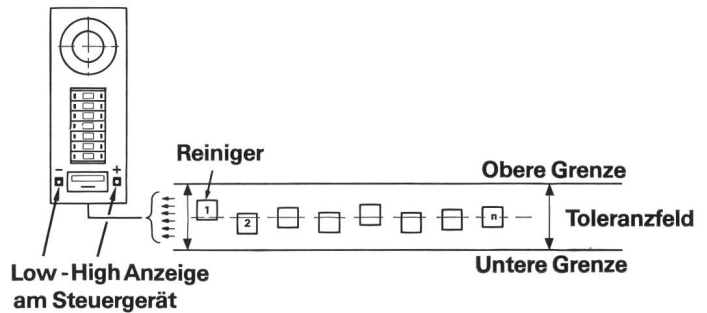 Reiniger
Obere Grenze
- +
1
2
n
Toleranzfeld
Untere Grenze
Low - High Anzeige
am Steuergerät